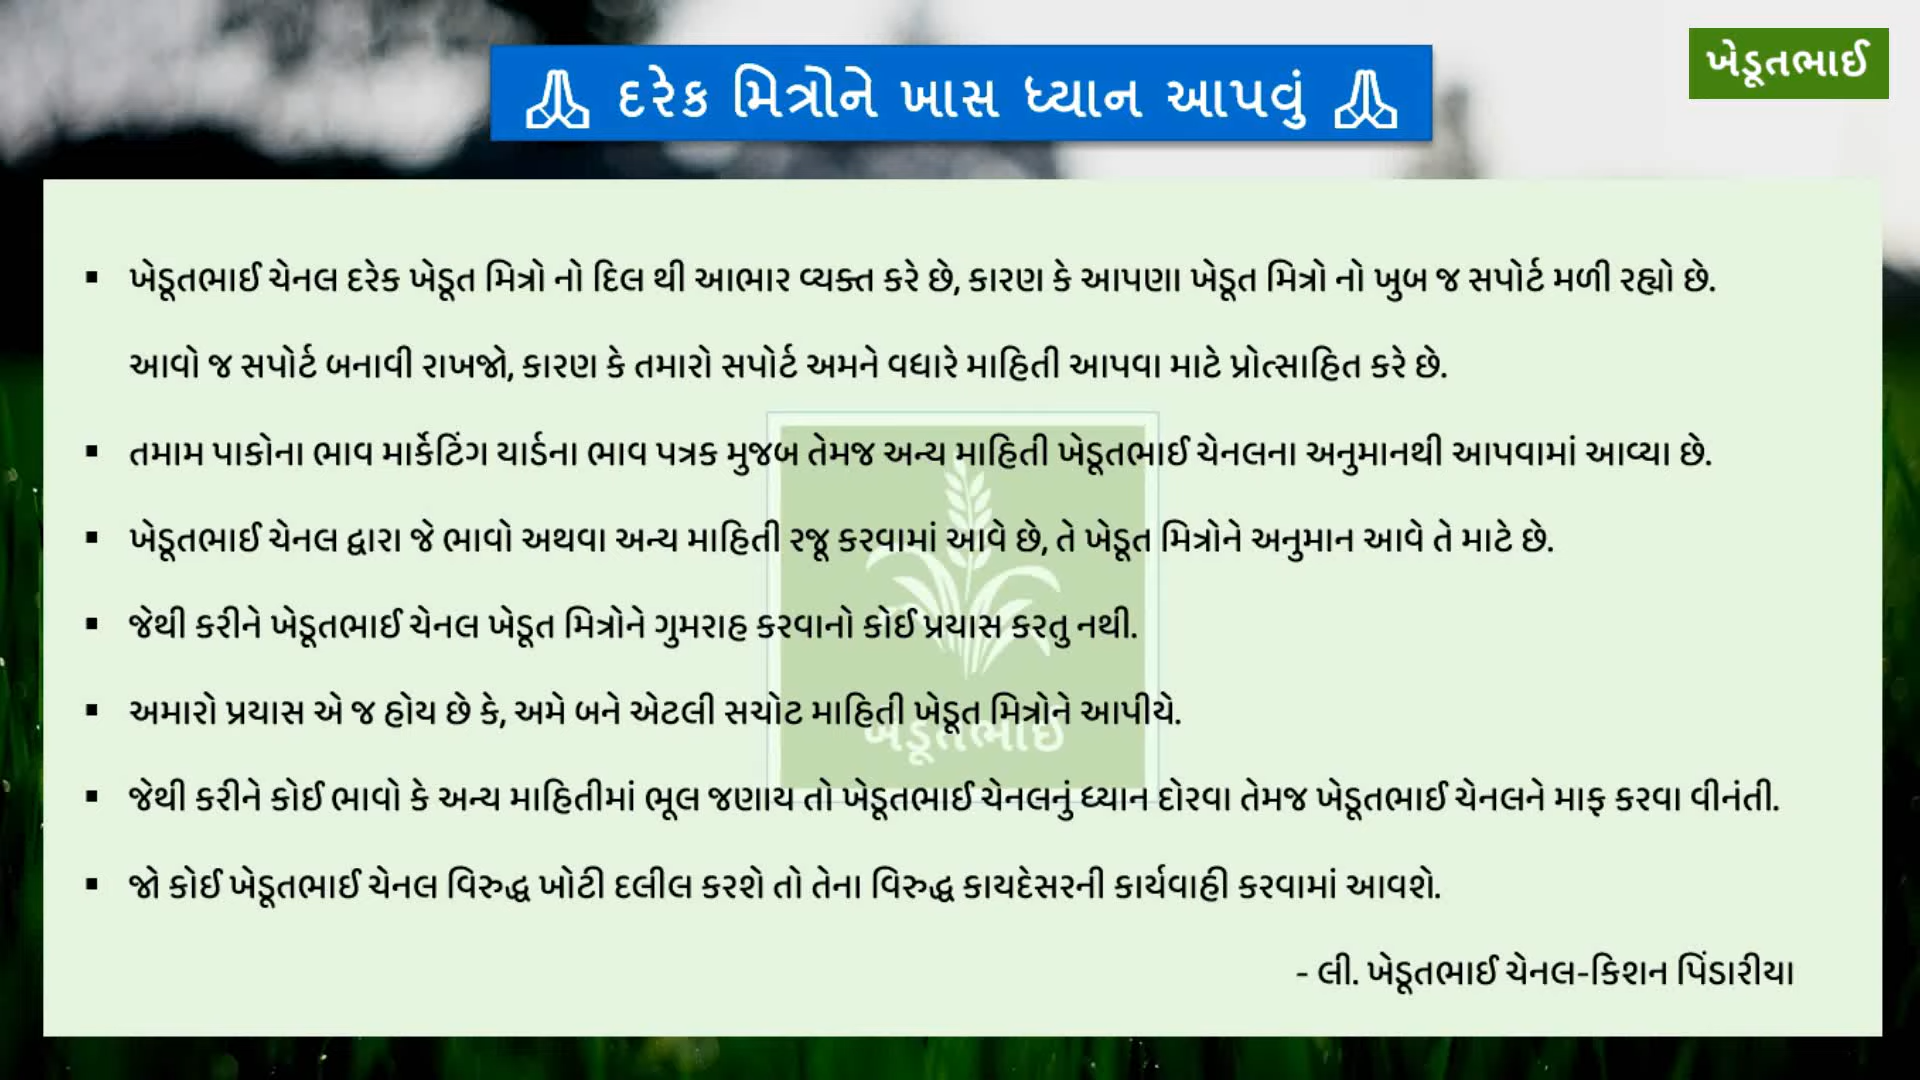 ખેડૂતભાઈ
🙏 દરેક મિત્રોને ખાસ ધ્યાન આપવું 🙏
▪ ખેડૂતભાઈ ચેનલ દરેક ખેડૂત મિત્રો નો દિલ થી આભાર વ્યક્ત કરે છે, કારણ કે આપણા ખેડૂત મિત્રો નો ખુબ જ સપોર્ટ મળી રહ્યો છે.
આવો જ સપોર્ટ બનાવી રાખજો, કારણ કે તમારો સપોર્ટ અમને વધારે માહિતી આપવા માટે પ્રોત્સાહિત કરે છે.
▪ તમામ પાકોના ભાવ માર્કેટિંગ યાર્ડના ભાવ પત્રક મુજબ તેમજ અન્ય માહિતી ખેડૂતભાઈ ચેનલના અનુમાનથી આપવામાં આવ્યા છે.
▪ ખેડૂતભાઈ ચેનલ દ્વારા જે ભાવો અથવા અન્ય માહિતી રજૂ કરવામાં આવે છે, તે ખેડૂત મિત્રોને અનુમાન આવે તે માટે છે.
▪ જેથી કરીને ખેડૂતભાઈ ચેનલ ખેડૂત મિત્રોને ગુમરાહ કરવાનો કોઈ પ્રયાસ કરતુ નથી.
▪ અમારો પ્રયાસ એ જ હોય છે કે, અમે બને એટલી સચોટ માહિતી ખેડૂત મિત્રોને આપીયે.
ખેડૂતભાઈ
▪ જેથી કરીને કોઈ ભાવો કે અન્ય માહિતીમાં ભૂલ જણાય તો ખેડૂતભાઈ ચેનલનું ધ્યાન દોરવા તેમજ ખેડૂતભાઈ ચેનલને માફ કરવા વીનંતી.
▪ જો કોઈ ખેડૂતભાઈ ચેનલ વિરુદ્ધ ખોટી દલીલ કરશે તો તેના વિરુદ્ધ કાયદેસરની કાર્યવાહી કરવામાં આવશે.
- લી. ખેડૂતભાઈ ચેનલ-કિશન પિંડારીયા